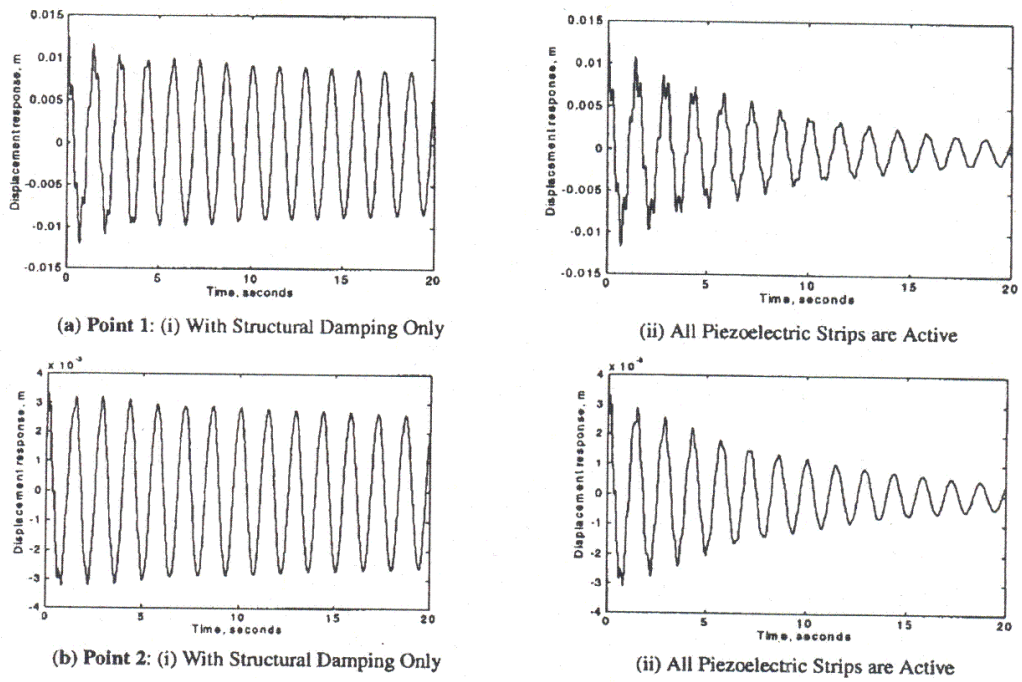 0.015
0.01
0.005
0
-0.005
-0.01
-0.015
Displacement response, m
0 5 10 15 20
Time, seconds
(a) Point 1: (i) With Structural Damping Only
0.015
0.01
0.005
0
-0.005
-0.01
-0.015
Displacement response, m
0 5 10 15 20
Time, seconds
(ii) All Piezoelectric Strips are Active
x 10⁻³
4
3
2
1
0
-1
-2
-3
-4
Displacement response, m
0 5 10 15 20
Time, seconds
(b) Point 2: (i) With Structural Damping Only
x 10⁻³
4
3
2
1
0
-1
-2
-3
-4
Displacement response, m
0 5 10 15 20
Time, seconds
(ii) All Piezoelectric Strips are Active